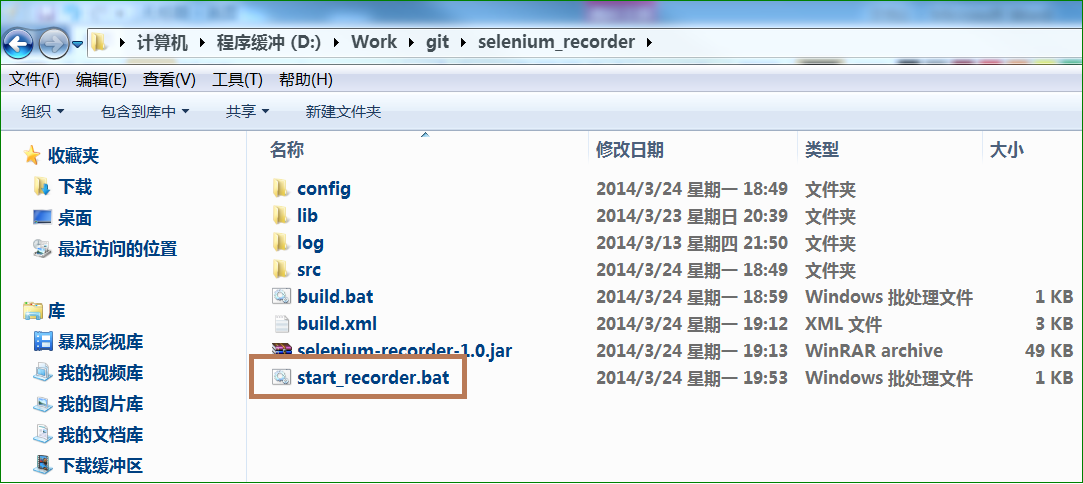 计算机 程序缓冲 (D:) Work git selenium_recorder
文件(F) 编辑(E) 查看(V) 工具(T) 帮助(H)
组织 包含到库中 共享 新建文件夹
收藏夹
下载
桌面
最近访问的位置
库
暴风影视库
我的视频库
我的图片库
我的文档库
下载缓冲区
名称 修改日期 类型 大小
config 2014/3/24 星期一 18:49 文件夹
lib 2014/3/23 星期日 20:39 文件夹
log 2014/3/13 星期四 21:50 文件夹
src 2014/3/24 星期一 18:49 文件夹
build.bat 2014/3/24 星期一 18:59 Windows 批处理文件 1 KB
build.xml 2014/3/24 星期一 19:12 XML 文件 3 KB
selenium-recorder-1.0.jar 2014/3/24 星期一 19:13 WinRAR archive 49 KB
start_recorder.bat 2014/3/24 星期一 19:53 Windows 批处理文件 1 KB